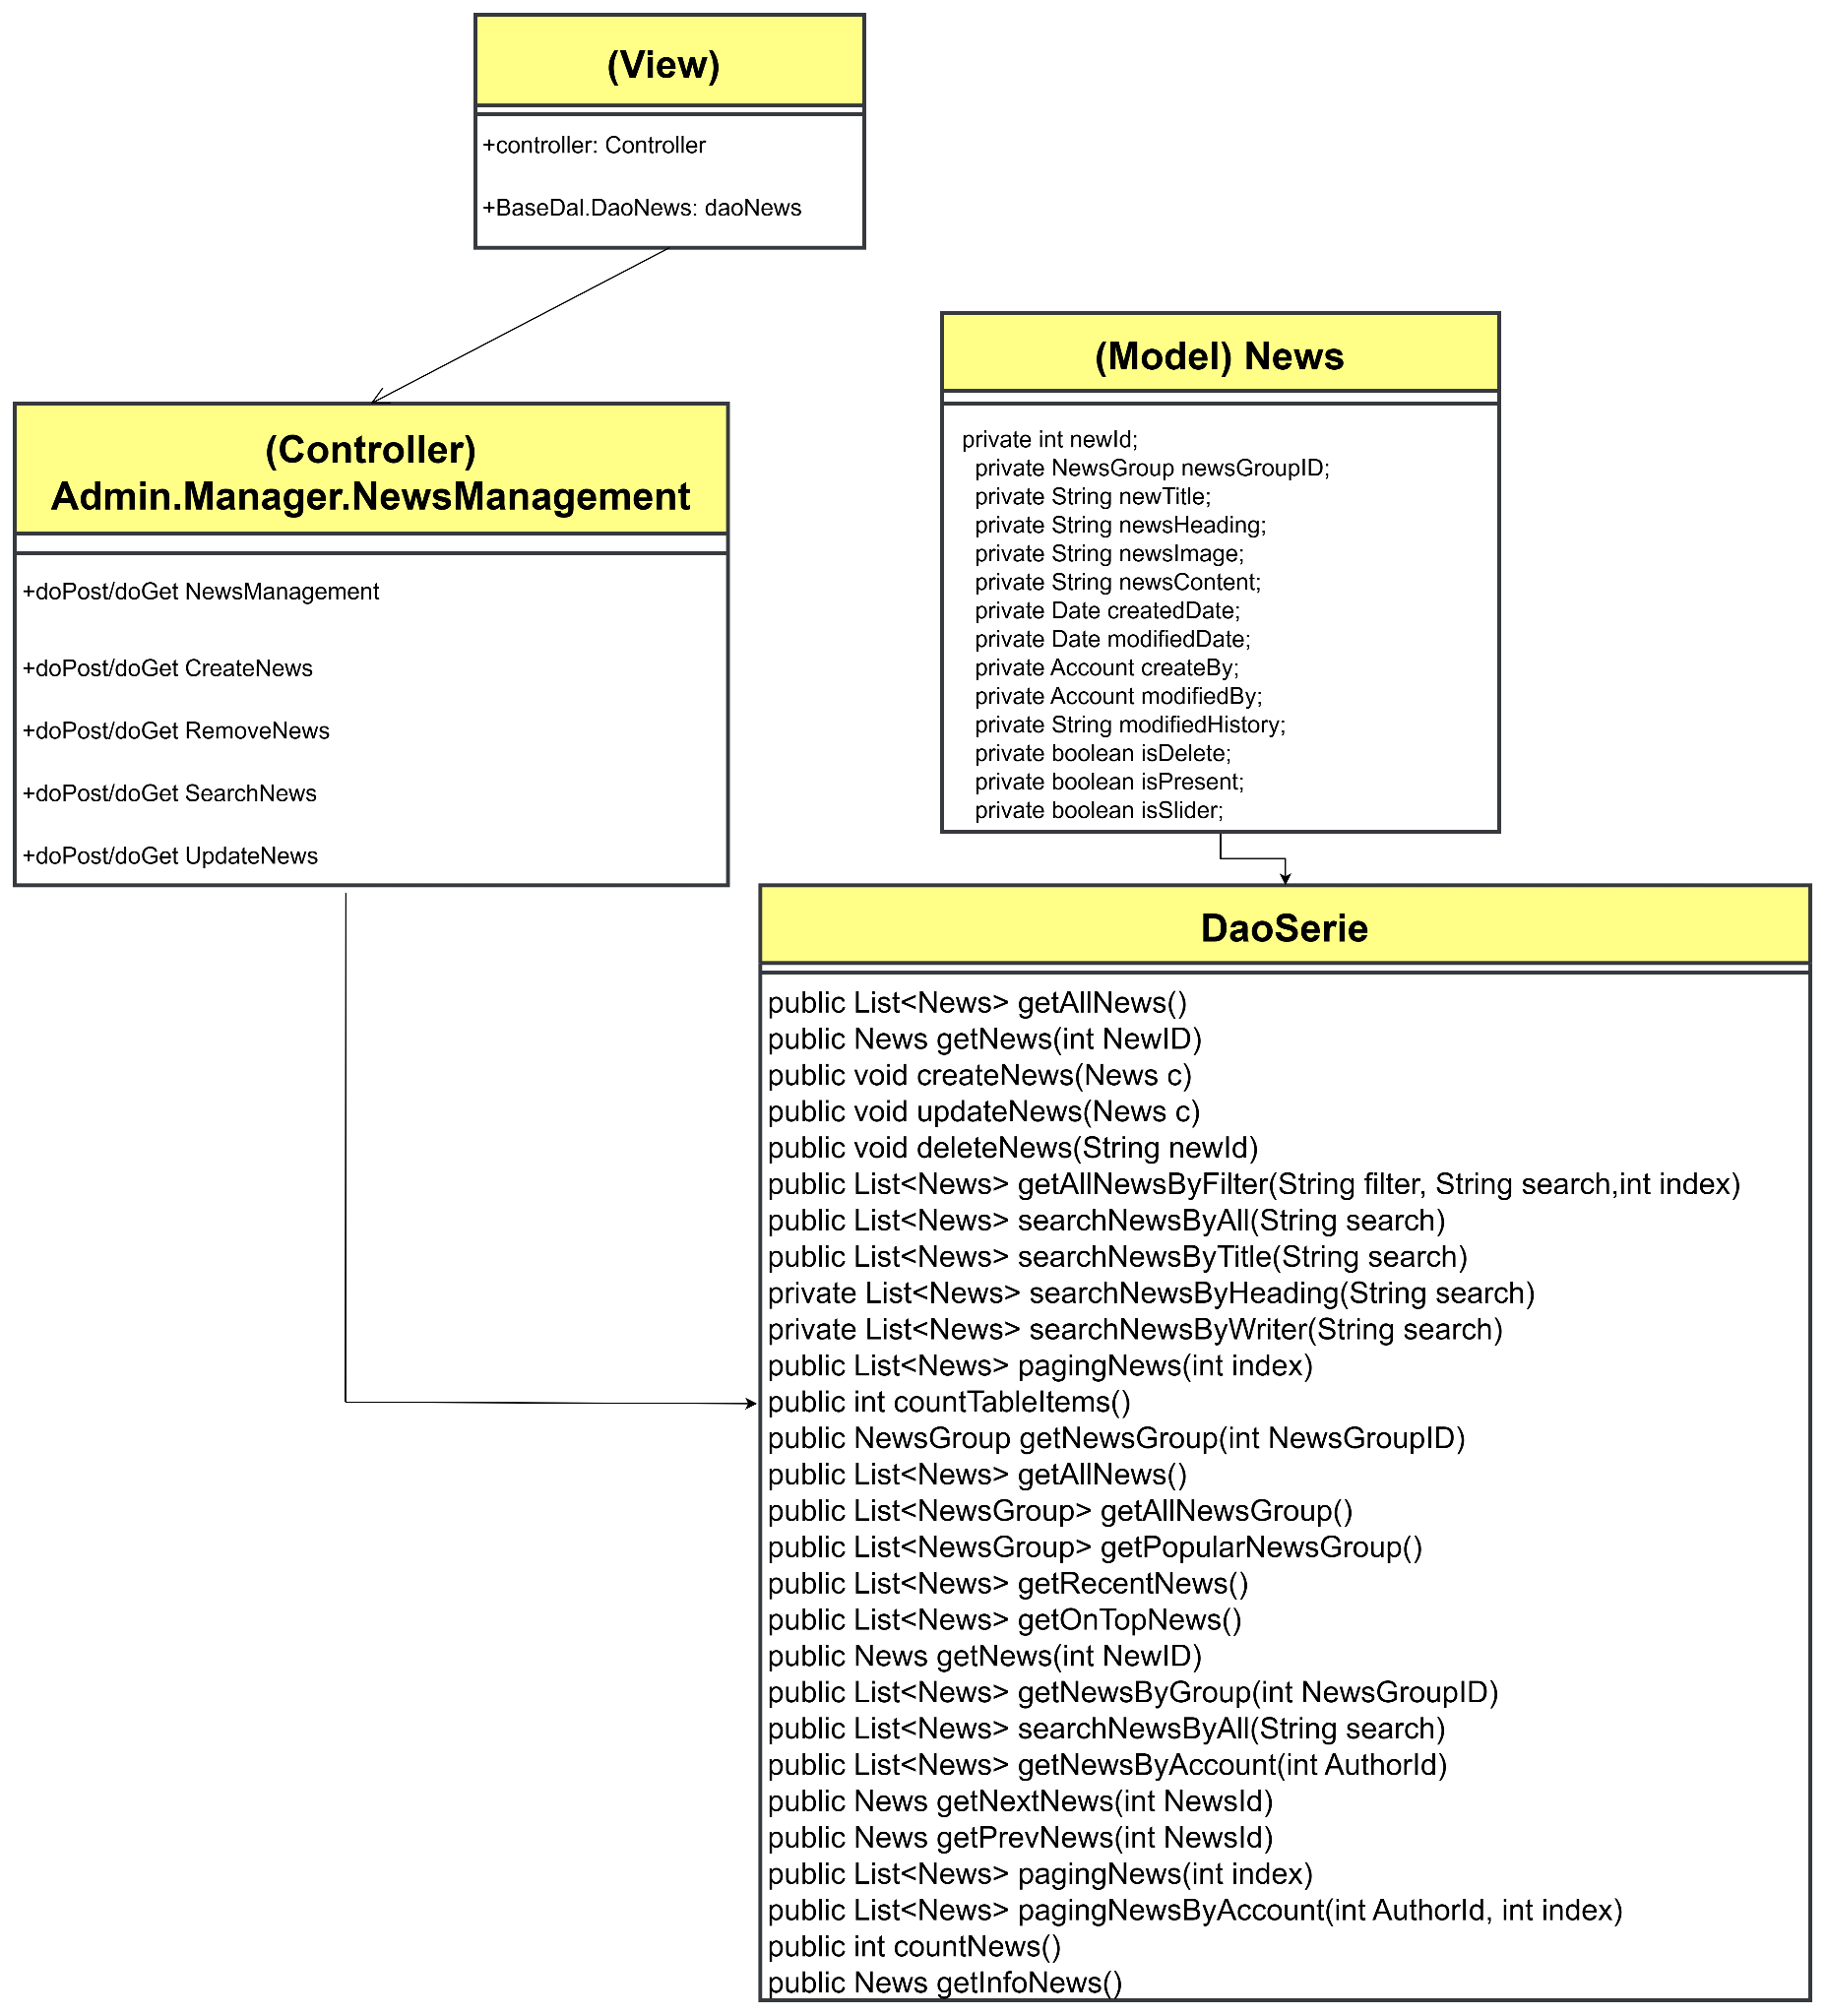 (View)
+controller: Controller
+BaseDal.DaoNews: daoNews
(Controller)
Admin.Manager.NewsManagement
+doPost/doGet NewsManagement
+doPost/doGet CreateNews
+doPost/doGet RemoveNews
+doPost/doGet SearchNews
+doPost/doGet UpdateNews
(Model) News
private int newId;
private NewsGroup newsGroupID;
private String newTitle;
private String newsHeading;
private String newsImage;
private String newsContent;
private Date createdDate;
private Date modifiedDate;
private Account createBy;
private Account modifiedBy;
private String modifiedHistory;
private boolean isDelete;
private boolean isPresent;
private boolean isSlider;
DaoSerie
public List<News> getAllNews()
public News getNews(int NewID)
public void createNews(News c)
public void updateNews(News c)
public void deleteNews(String newId)
public List<News> getAllNewsByFilter(String filter, String search,int index)
public List<News> searchNewsByAll(String search)
public List<News> searchNewsByTitle(String search)
private List<News> searchNewsByHeading(String search)
private List<News> searchNewsByWriter(String search)
public List<News> pagingNews(int index)
public int countTableItems()
public NewsGroup getNewsGroup(int NewsGroupID)
public List<News> getAllNews()
public List<NewsGroup> getAllNewsGroup()
public List<NewsGroup> getPopularNewsGroup()
public List<News> getRecentNews()
public List<News> getOnTopNews()
public News getNews(int NewID)
public List<News> getNewsByGroup(int NewsGroupID)
public List<News> searchNewsByAll(String search)
public List<News> getNewsByAccount(int AuthorId)
public News getNextNews(int NewsId)
public News getPrevNews(int NewsId)
public List<News> pagingNews(int index)
public List<News> pagingNewsByAccount(int AuthorId, int index)
public int countNews()
public News getInfoNews()